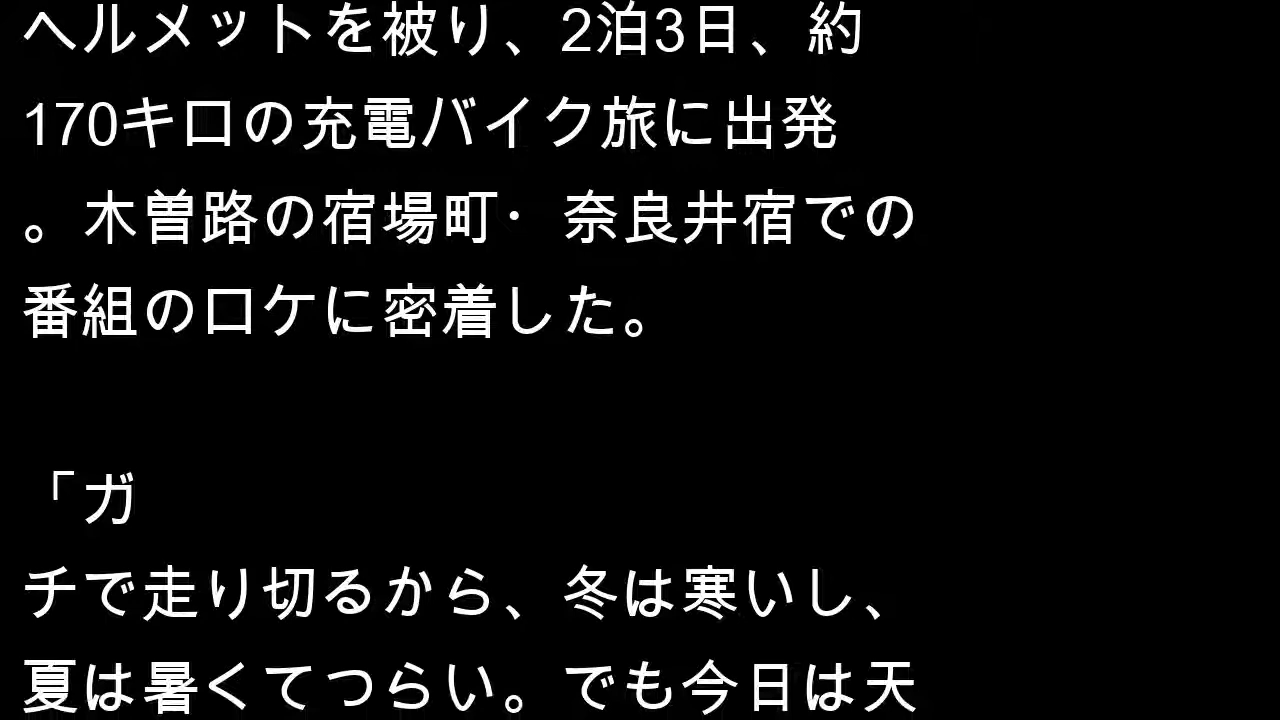 ヘルメットを被り、2泊3日、約
170キロの充電バイク旅に出発
。木曽路の宿場町・奈良井宿での
番組のロケに密着した。
「ガ
チで走り切るから、冬は寒いし、
夏は暑くてつらい。でも今日は天